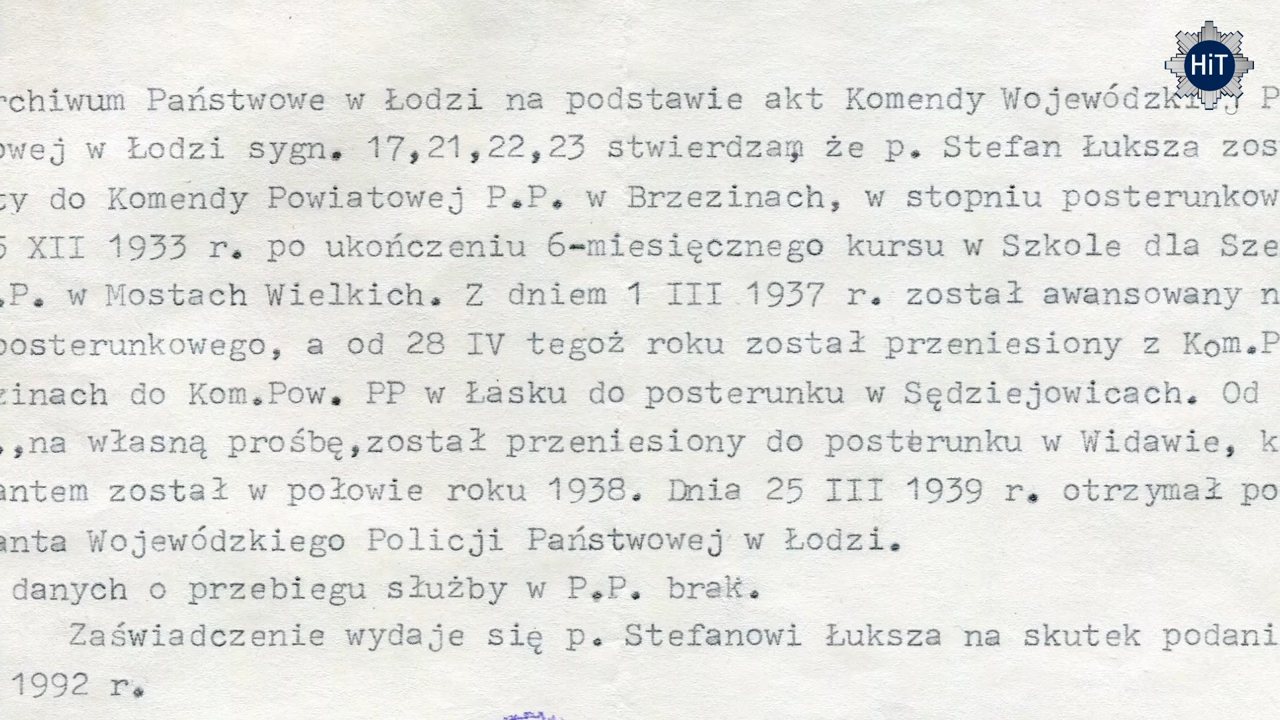 HiT
rchiwum Państwowe w Łodzi na podstawie akt Komendy Wojewódzkiej P
owej w Łodzi sygn. 17,21,22,23 stwierdzam, że p. Stefan Łuksza zos
ty do Komendy Powiatowej P.P. w Brzezinach, w stopniu posterunkow
5 XII 1933 r. po ukończeniu 6-miesięcznego kursu w Szkole dla Sze
.P. w Mostach Wielkich. Z dniem 1 III 1937 r. został awansowany n
posterunkowego, a od 28 IV tegoż roku został przeniesiony z Kom.P
zinach do Kom.Pow. PP w Łasku do posterunku w Sędziejowicach. Od
.,na własną prośbę,został przeniesiony do posterunku w Widawie, k
antem został w połowie roku 1938. Dnia 25 III 1939 r. otrzymał po
anta Wojewódzkiego Policji Państwowej w Łodzi.
danych o przebiegu służby w P.P. brak.
Zaświadczenie wydaje się p. Stefanowi Łuksza na skutek podani
1992 r.